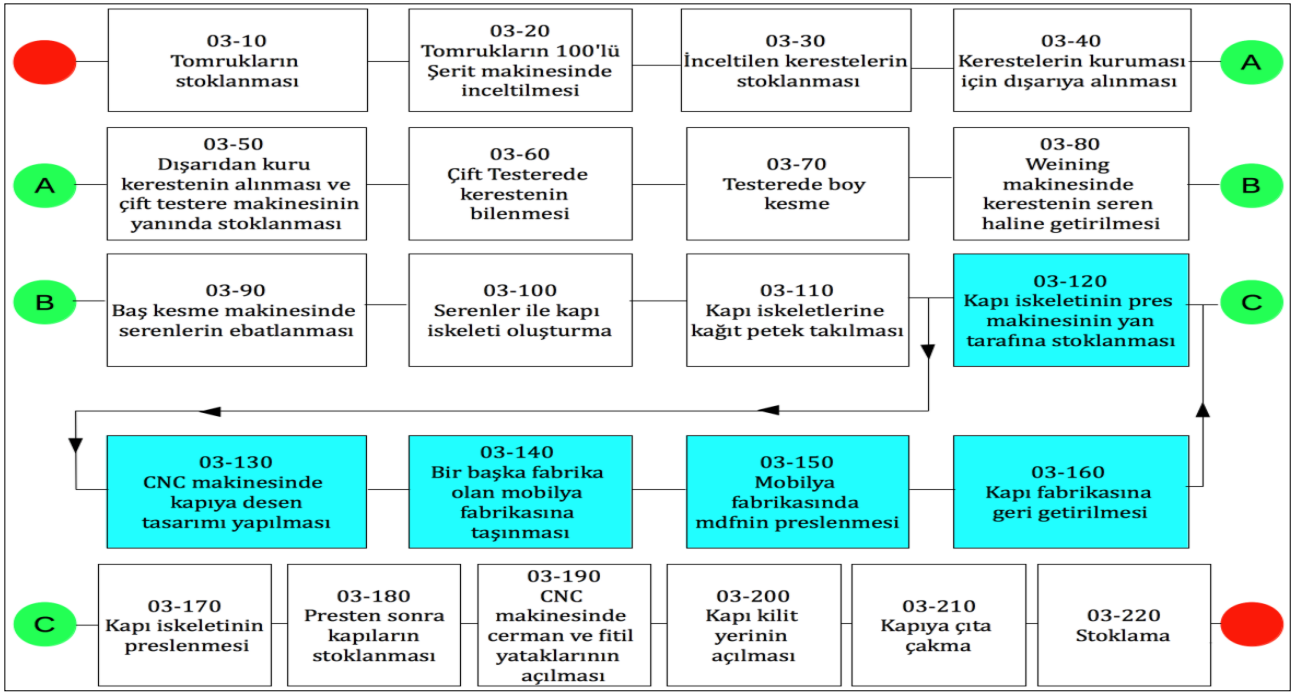 03-10
Tomrukların
stoklanması
03-20
Tomrukların 100'lü
Şerit makinesinde
inceltilmesi
03-30
İnceltilen kerestelerin
stoklanması
03-40
Kerestelerin kuruması
için dışarıya alınması
A
A
03-50
Dışarıdan kuru
kerestenin alınması ve
çift testere makinesinin
yanında stoklanması
03-60
Çift Testerede
kerestenin
bilenmesi
03-70
Testerede boy
kesme
03-80
Weining
makinesinde
kerestenin seren
haline getirilmesi
B
B
03-90
Baş kesme makinesinde
serenlerin ebatlanması
03-100
Serenler ile kapı
iskeleti oluşturma
03-110
Kapı iskeletlerine
kağıt petek takılması
03-120
Kapı iskeletinin pres
makinesinin yan
tarafına stoklanması
C
03-130
CNC makinesinde
kapıya desen
tasarımı yapılması
03-140
Bir başka fabrika
olan mobilya
fabrikasına
taşınması
03-150
Mobilya
fabrikasında
mdfnin preslenmesi
03-160
Kapı fabrikasına
geri getirilmesi
C
03-170
Kapı iskeletinin
preslenmesi
03-180
Presten sonra
kapıların
stoklanması
03-190
CNC
makinesinde
cerman ve fitil
yataklarının
açılması
03-200
Kapı kilit
yerinin
açılması
03-210
Kapıya çıta
çakma
03-220
Stoklama